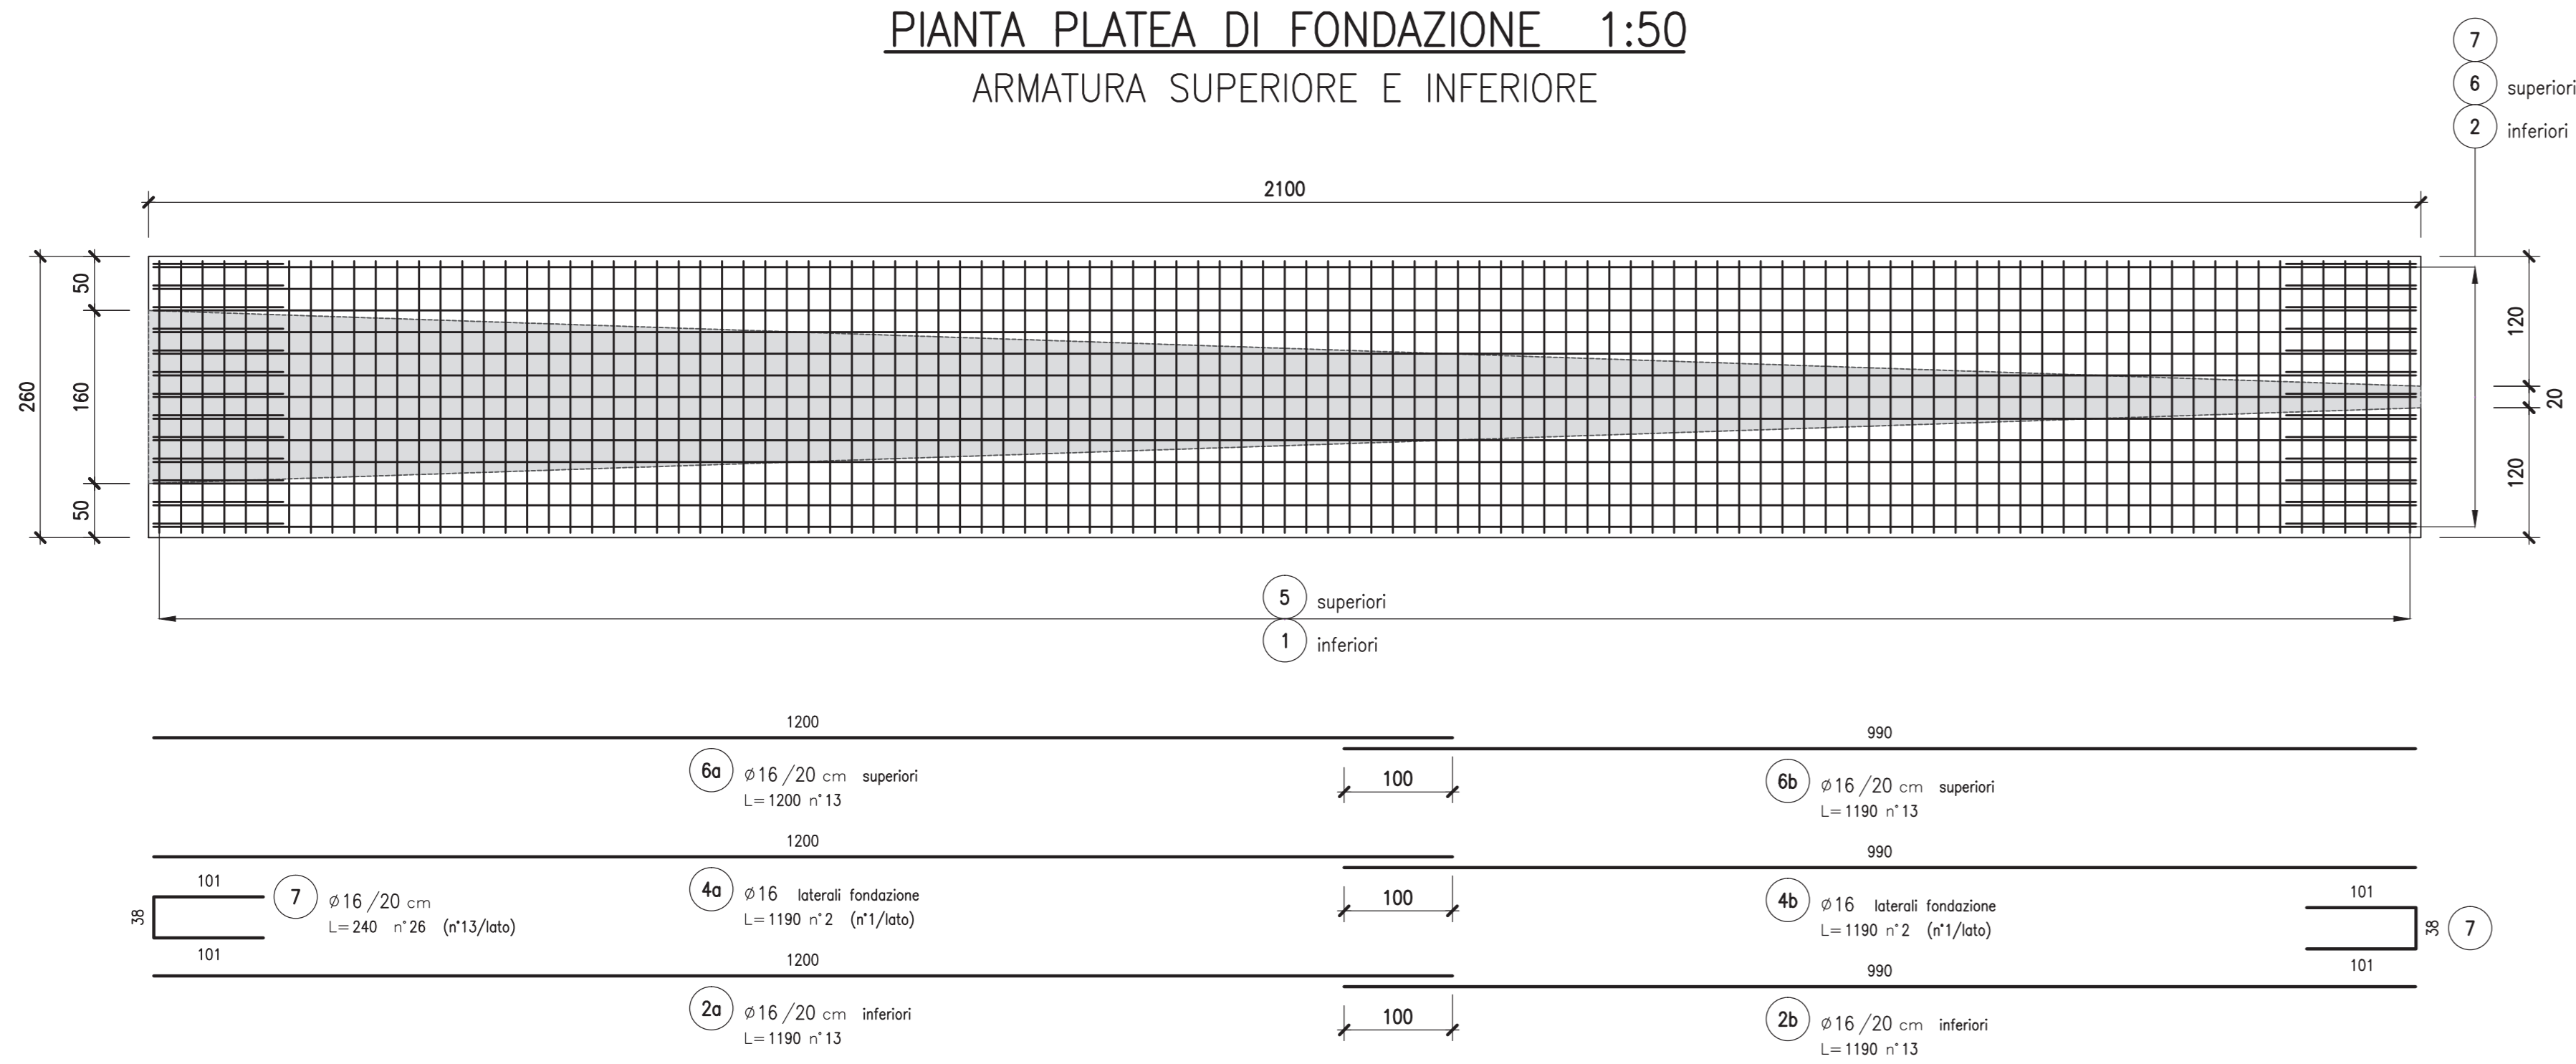 PIANTA PLATEA DI FONDAZIONE 1:50
ARMATURA SUPERIORE E INFERIORE
7
6 superiori
2 inferiori
2100
260
50
160
50
120
20
120
5 superiori
1 inferiori
1200
990
6a ø16 /20 cm superiori
L=1200 n°13
100
6b ø16 /20 cm superiori
L=1190 n°13
1200
990
101
38
101
7 ø16 /20 cm
L=240 n°26 (n°13/lato)
4a ø16 laterali fondazione
L=1190 n°2 (n°1/lato)
100
4b ø16 laterali fondazione
L=1190 n°2 (n°1/lato)
101
38
7
101
1200
990
2a ø16 /20 cm inferiori
L=1190 n°13
100
2b ø16 /20 cm inferiori
L=1190 n°13